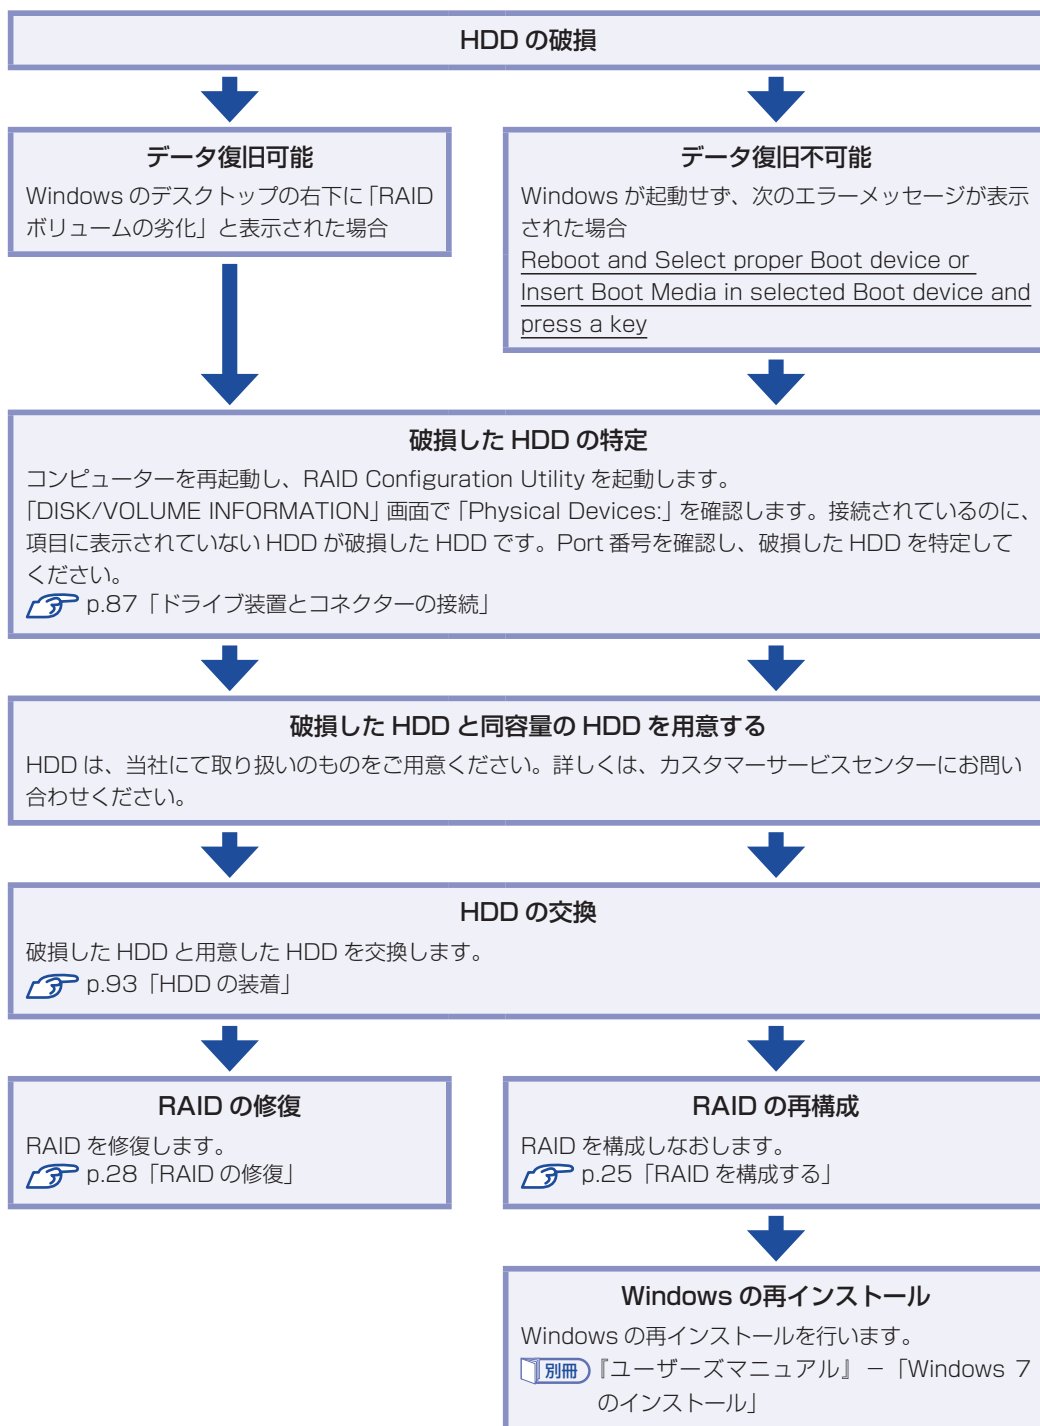 HDD の破損
データ復旧可能
Windows のデスクトップの右下に「RAID
ボリュームの劣化」と表示された場合
データ復旧不可能
Windows が起動せず、次のエラーメッセージが表示
された場合
Reboot and Select proper Boot device or
Insert Boot Media in selected Boot device and
press a key
破損した HDD の特定
コンピューターを再起動し、RAID Configuration Utility を起動します。
「DISK/VOLUME INFORMATION」画面で「Physical Devices:」を確認します。接続されているのに、
項目に表示されていない HDD が破損した HDD です。Port 番号を確認し、破損した HDD を特定して
ください。
p.87「ドライブ装置とコネクターの接続」
破損した HDD と同容量の HDD を用意する
HDD は、当社にて取り扱いのものをご用意ください。詳しくは、カスタマーサービスセンターにお問い
合わせください。
HDD の交換
破損した HDD と用意した HDD を交換します。
p.93「HDD の装着」
RAID の修復
RAID を修復します。
p.28「RAID の修復」
RAID の再構成
RAID を構成しなおします。
p.25「RAID を構成する」
Windows の再インストール
Windows の再インストールを行います。
別冊 『ユーザーズマニュアル』－「Windows 7
のインストール」